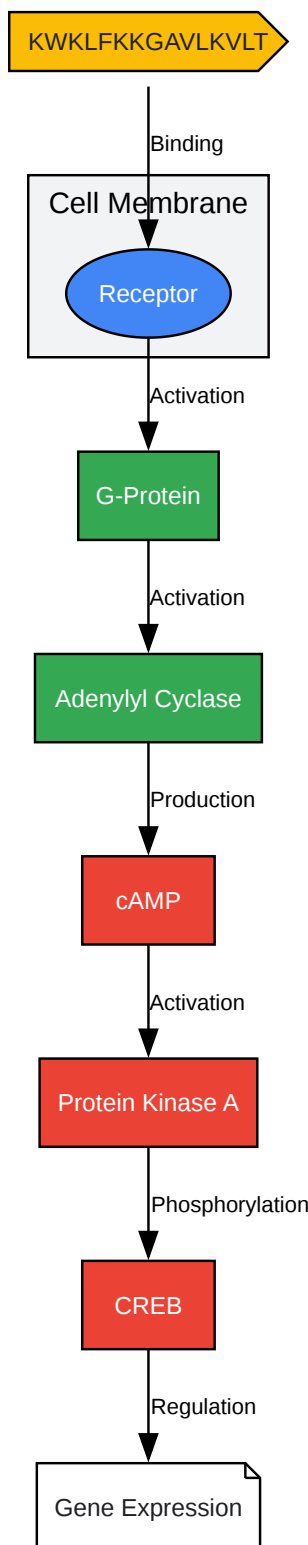 KWKLFKKGAVLKVLT
Binding
Cell Membrane
Receptor
Activation
G-Protein
Activation
Adenylyl Cyclase
Production
cAMP
Activation
Protein Kinase A
Phosphorylation
CREB
Regulation
Gene Expression